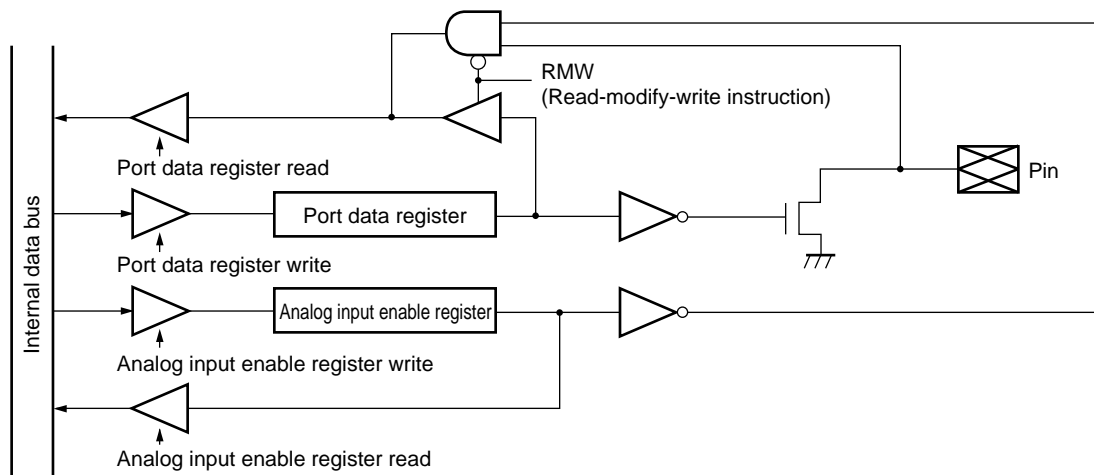 RMW
(Read-modify-write instruction)
Port data register read
Pin
Port data register
Port data register write
Internal data bus
Analog input enable register
Analog input enable register write
Analog input enable register read